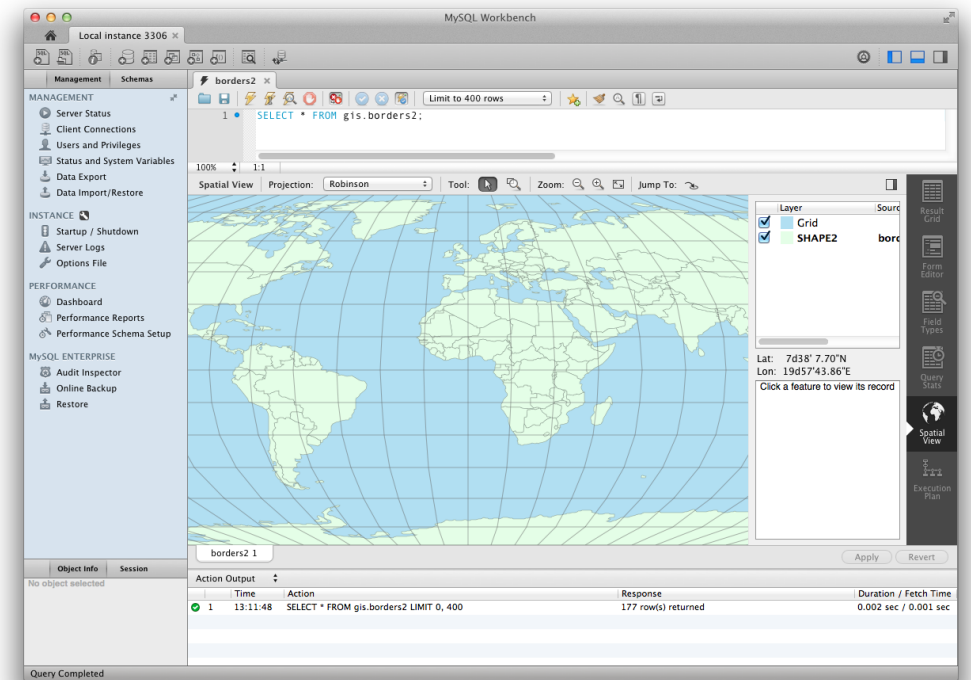 MySQL Workbench
Local instance 3306
Management Schemas
MANAGEMENT
Server Status
Client Connections
Users and Privileges
Status and System Variables
Data Export
Data Import/Restore
INSTANCE
Startup / Shutdown
Server Logs
Options File
PERFORMANCE
Dashboard
Performance Reports
Performance Schema Setup
MySQL ENTERPRISE
Audit Inspector
Online Backup
Restore
Object Info Session
No object selected
borders2
Limit to 400 rows
1 SELECT * FROM gis.borders2;
100% 1:1
Spatial View Projection: Robinson Tool: Zoom: Jump To:
Layer Sourc
Grid
SHAPE2 bord
Lat: 7d38' 7.70"N
Lon: 19d57'43.86"E
Click a feature to view its record
Result Grid
Form Editor
Field Types
Query Stats
Spatial View
Execution Plan
borders2 1
Apply Revert
Action Output
Time Action Response Duration / Fetch Time
1 13:11:48 SELECT * FROM gis.borders2 LIMIT 0, 400 177 row(s) returned 0.002 sec / 0.001 sec
Query Completed